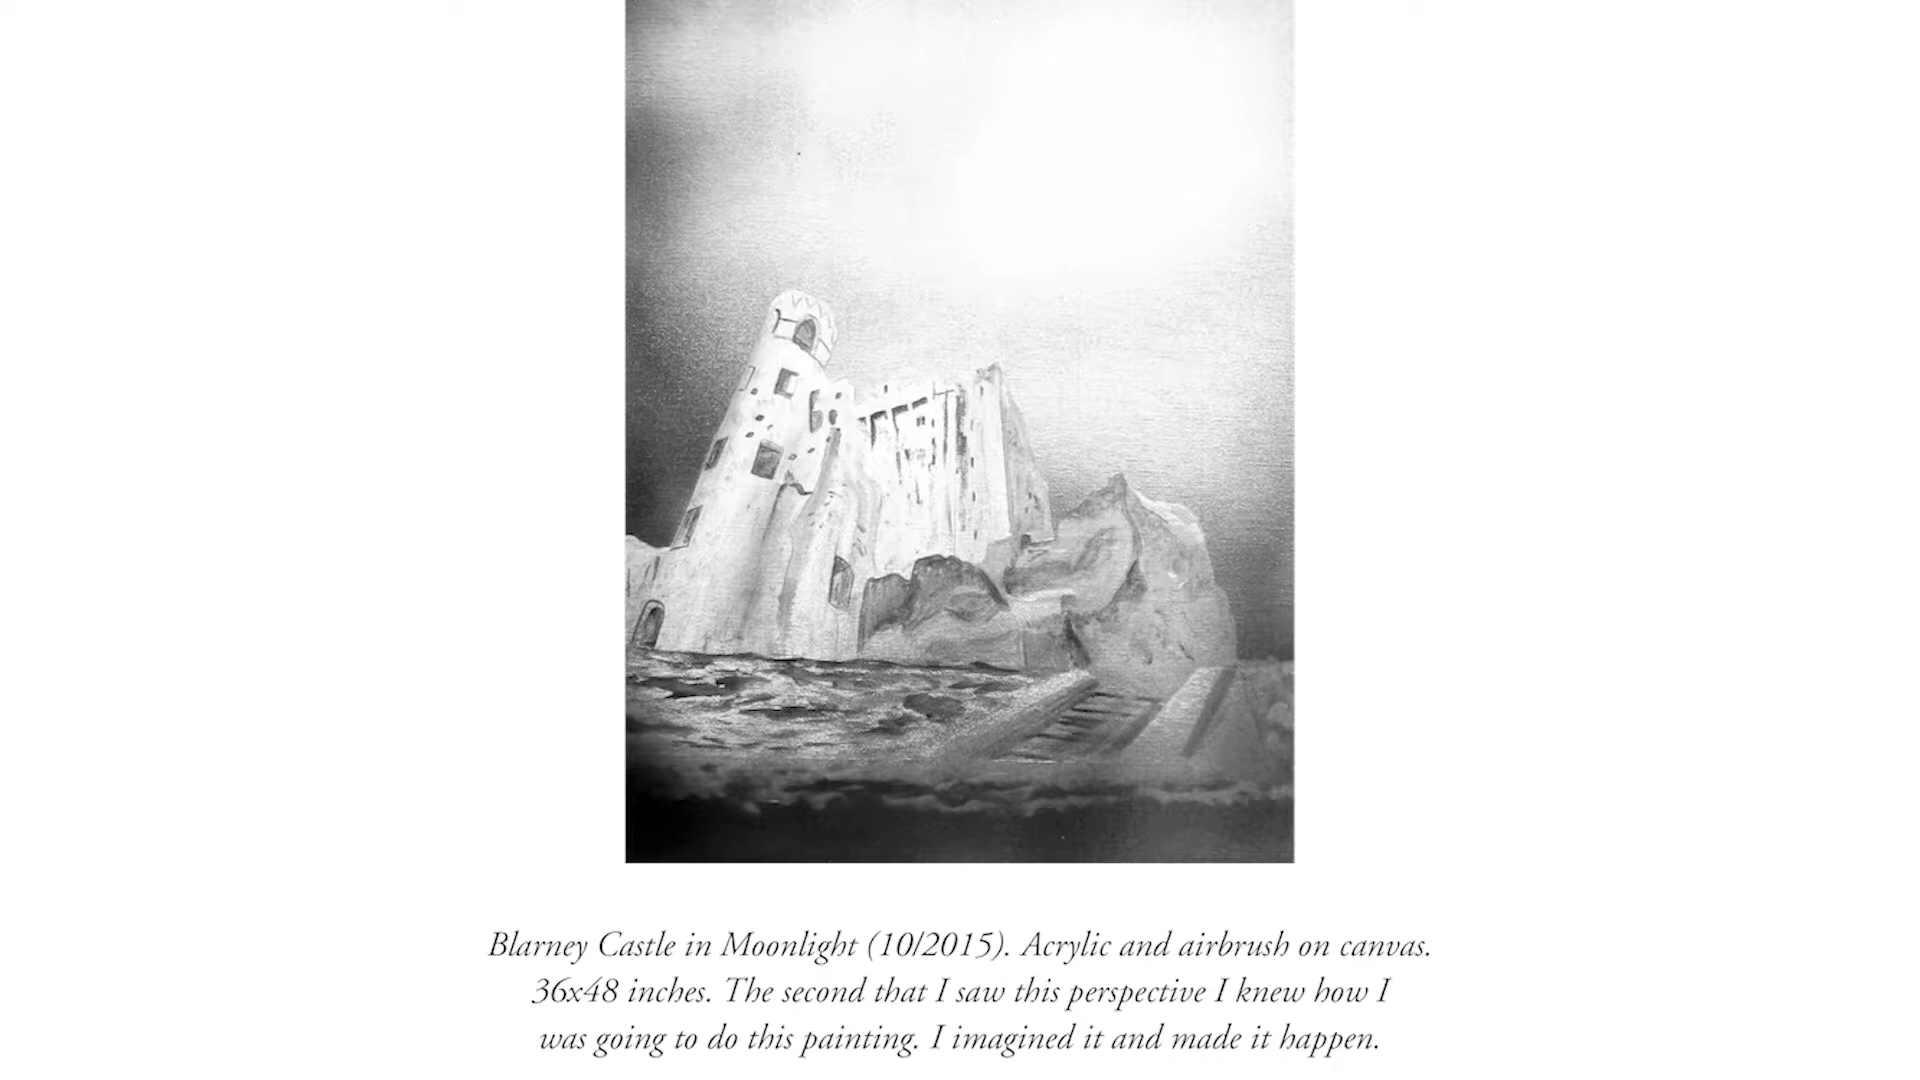 Blarney Castle in Moonlight (10/2015). Acrylic and airbrush on canvas.
36x48 inches. The second that I saw this perspective I knew how I
was going to do this painting. I imagined it and made it happen.